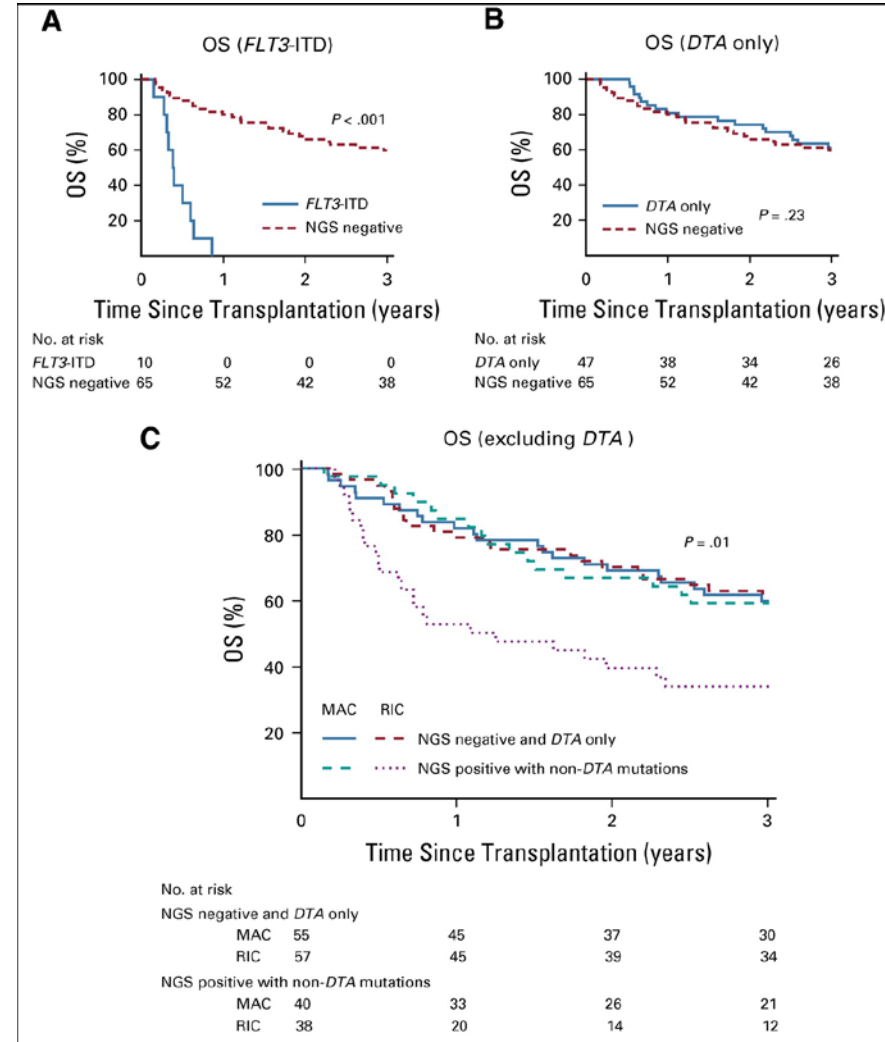 A
OS (FLT3-ITD)
OS (%)
100
80
60
40
20
P < .001
FLT3-ITD
NGS negative
0 1 2 3
Time Since Transplantation (years)
No. at risk
FLT3-ITD 10 0 0 0
NGS negative 65 52 42 38
B
OS (DTA only)
OS (%)
100
80
60
40
20
DTA only
NGS negative
P = .23
0 1 2 3
Time Since Transplantation (years)
No. at risk
DTA only 47 38 34 26
NGS negative 65 52 42 38
C
OS (excluding DTA )
OS (%)
100
80
60
40
20
P = .01
MAC RIC
NGS negative and DTA only
NGS positive with non-DTA mutations
0 1 2 3
Time Since Transplantation (years)
No. at risk
NGS negative and DTA only
MAC 55 45 37 30
RIC 57 45 39 34
NGS positive with non-DTA mutations
MAC 40 33 26 21
RIC 38 20 14 12